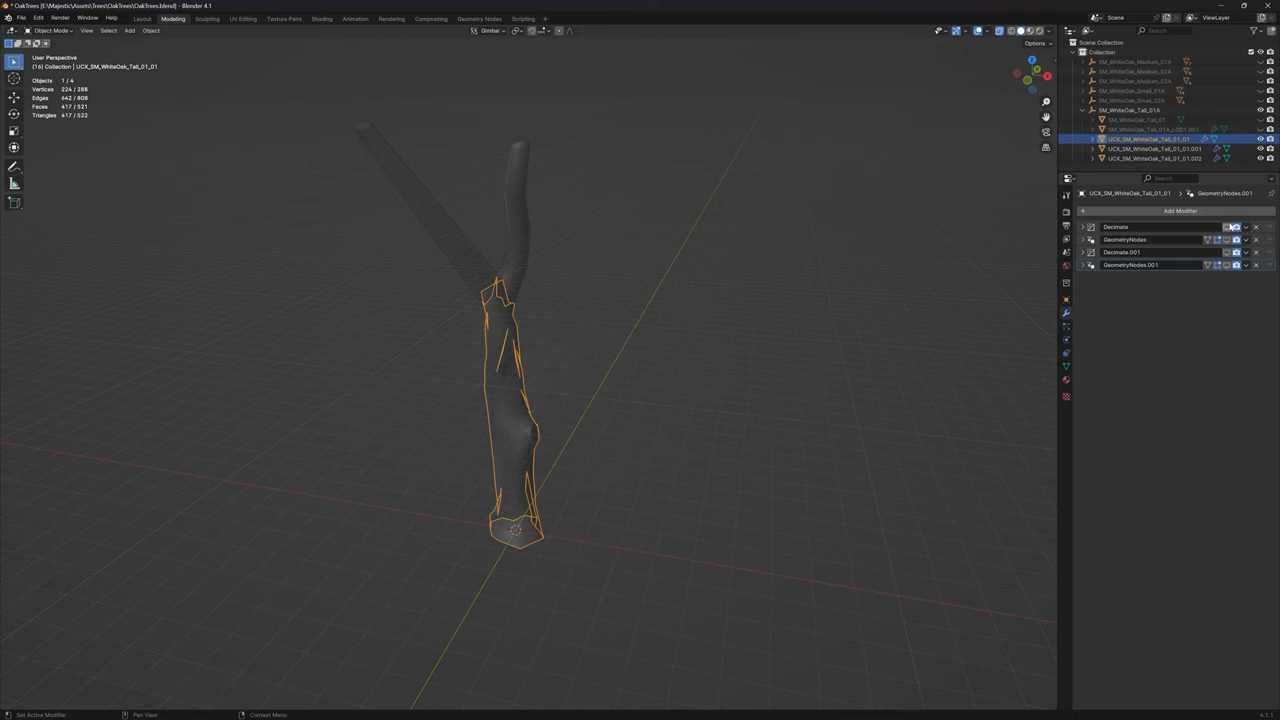 * OakTrees [E:\Majestic\Assets\Trees\OakTrees\OakTrees.blend] - Blender 4.1
File Edit Render Window Help Layout Modeling Sculpting UV Editing Texture Paint Shading Animation Rendering Compositing Geometry Nodes Scripting Scene ViewLayer
Object Mode View Select Add Object Gimbal Search
Options
User Perspective
(16) Collection | UCX_SM_WhiteOak_Tall_01_01
Objects 1 / 4
Vertices 224 / 288
Edges 642 / 808
Faces 417 / 521
Triangles 417 / 522
Z
Y
X
Scene Collection
Collection
SM_WhiteOak_Medium_01A
SM_WhiteOak_Medium_02A
SM_WhiteOak_Medium_03A
SM_WhiteOak_Small_01A
SM_WhiteOak_Small_02A
SM_WhiteOak_Tall_01A
SM_WhiteOak_Tall_01
SM_WhiteOak_Tall_01A_LOD1.001
UCX_SM_WhiteOak_Tall_01_01
UCX_SM_WhiteOak_Tall_01_01.001
UCX_SM_WhiteOak_Tall_01_01.002
Search
UCX_SM_WhiteOak_Tall_01_01 > GeometryNodes.001
Add Modifier
Decimate
GeometryNodes
Decimate.001
GeometryNodes.001
Set Active Modifier Pan View Context Menu 4.1.1